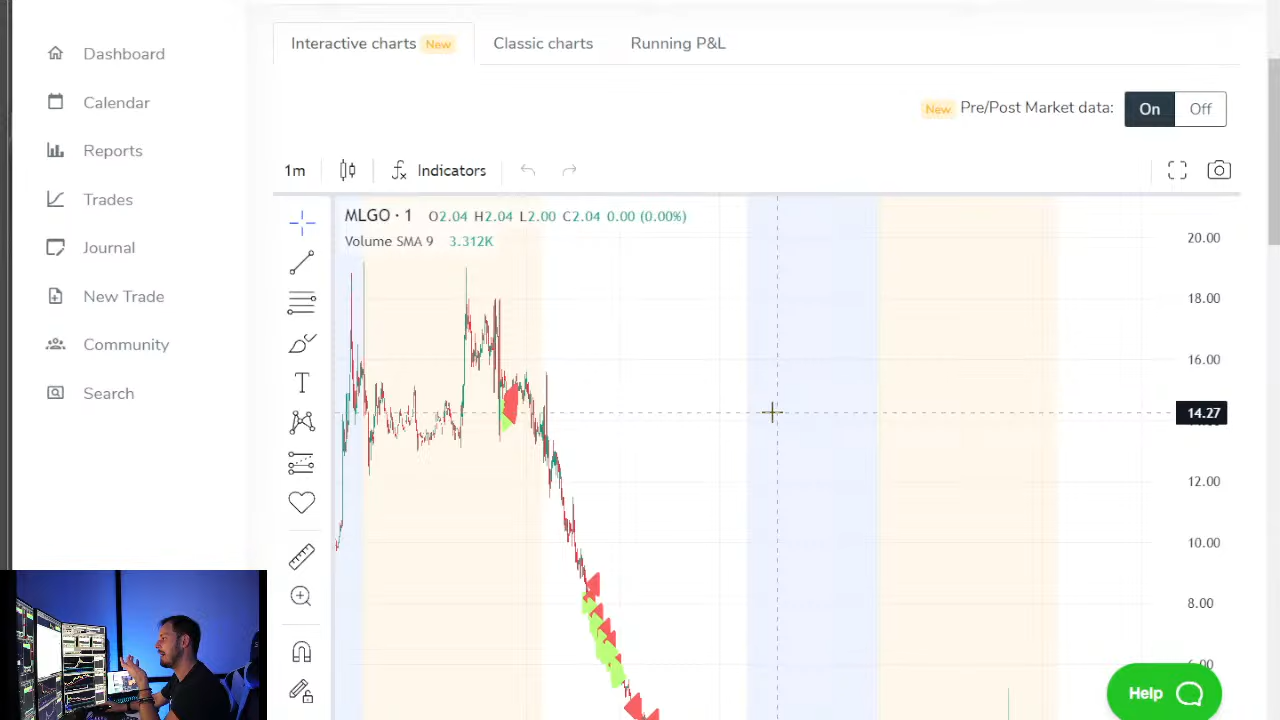 Dashboard
Calendar
Reports
Trades
Journal
New Trade
Community
Search
Interactive charts New
Classic charts
Running P&L
New Pre/Post Market data: On Off
1m
Indicators
MLGO · 1 O2.04 H2.04 L2.00 C2.04 0.00 (0.00%)
Volume SMA 9 3.312K
20.00
18.00
16.00
14.27
12.00
10.00
8.00
Help